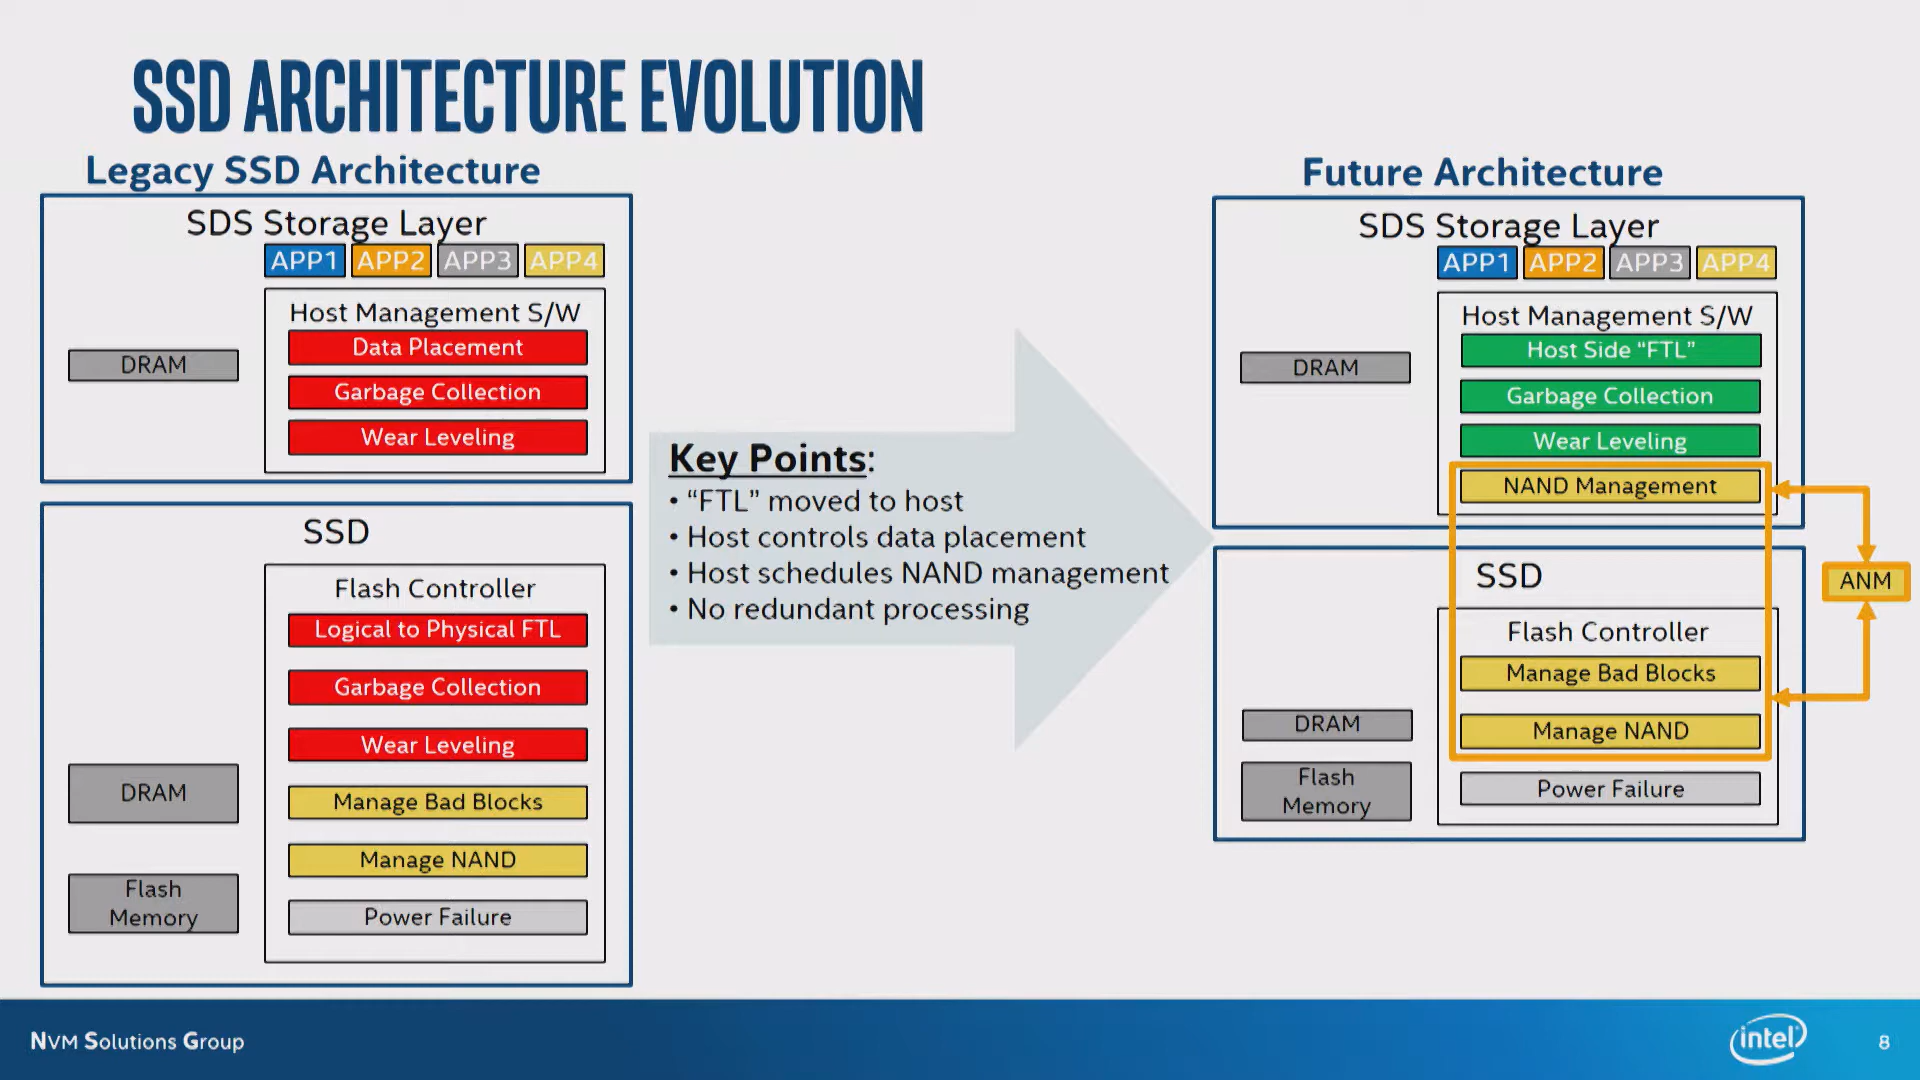 SSD ARCHITECTURE EVOLUTION
Legacy SSD Architecture
SDS Storage Layer
APP1 APP2 APP3 APP4
Host Management S/W
Data Placement
DRAM
Garbage Collection
Wear Leveling
SSD
Flash Controller
Logical to Physical FTL
Garbage Collection
Wear Leveling
DRAM
Manage Bad Blocks
Manage NAND
Flash
Memory
Power Failure
Key Points:
• “FTL” moved to host
• Host controls data placement
• Host schedules NAND management
• No redundant processing
Future Architecture
SDS Storage Layer
APP1 APP2 APP3 APP4
Host Management S/W
Host Side “FTL”
DRAM
Garbage Collection
Wear Leveling
NAND Management
ANM
SSD
Flash Controller
Manage Bad Blocks
DRAM
Manage NAND
Flash
Memory
Power Failure
NVM Solutions Group
intel
8